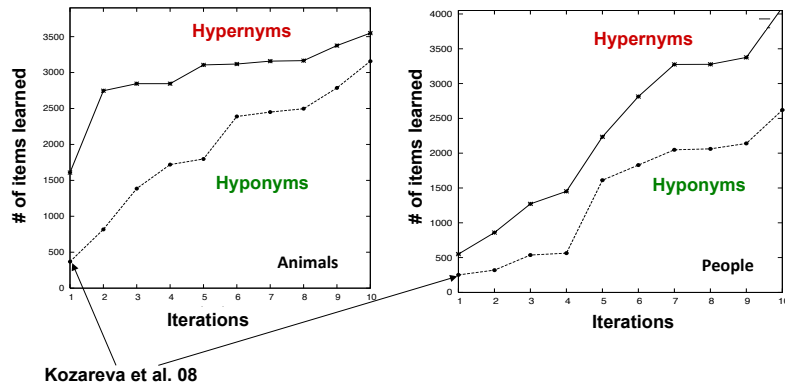 Hypernyms
Hyponyms
Animals
# of items learned
3500
3000
2500
2000
1500
1000
500
0
1 2 3 4 5 6 7 8 9 10
Iterations
Hypernyms
Hyponyms
People
# of items learned
4000
3500
3000
2500
2000
1500
1000
500
0
1 2 3 4 5 6 7 8 9 10
Iterations
Kozareva et al. 08